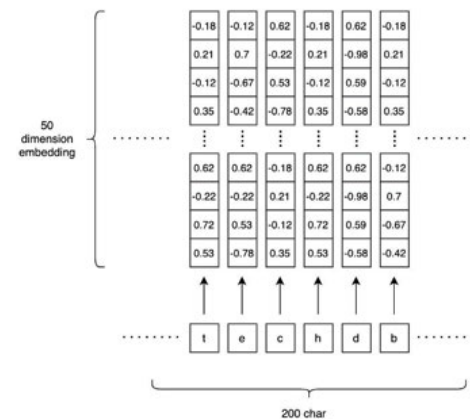 -0.18 -0.12 0.62 -0.18 0.62 -0.18
0.21 0.7 -0.22 0.21 -0.98 0.21
-0.12 -0.67 0.53 -0.12 0.59 -0.12
0.35 -0.42 -0.78 0.35 -0.58 0.35
50
dimension
embedding
0.62 0.62 -0.18 0.62 0.62 -0.12
-0.22 -0.22 0.21 -0.22 -0.98 0.7
0.72 0.53 -0.12 0.72 0.59 -0.67
0.53 -0.78 0.35 0.53 -0.58 -0.42
t e c h d b
200 char